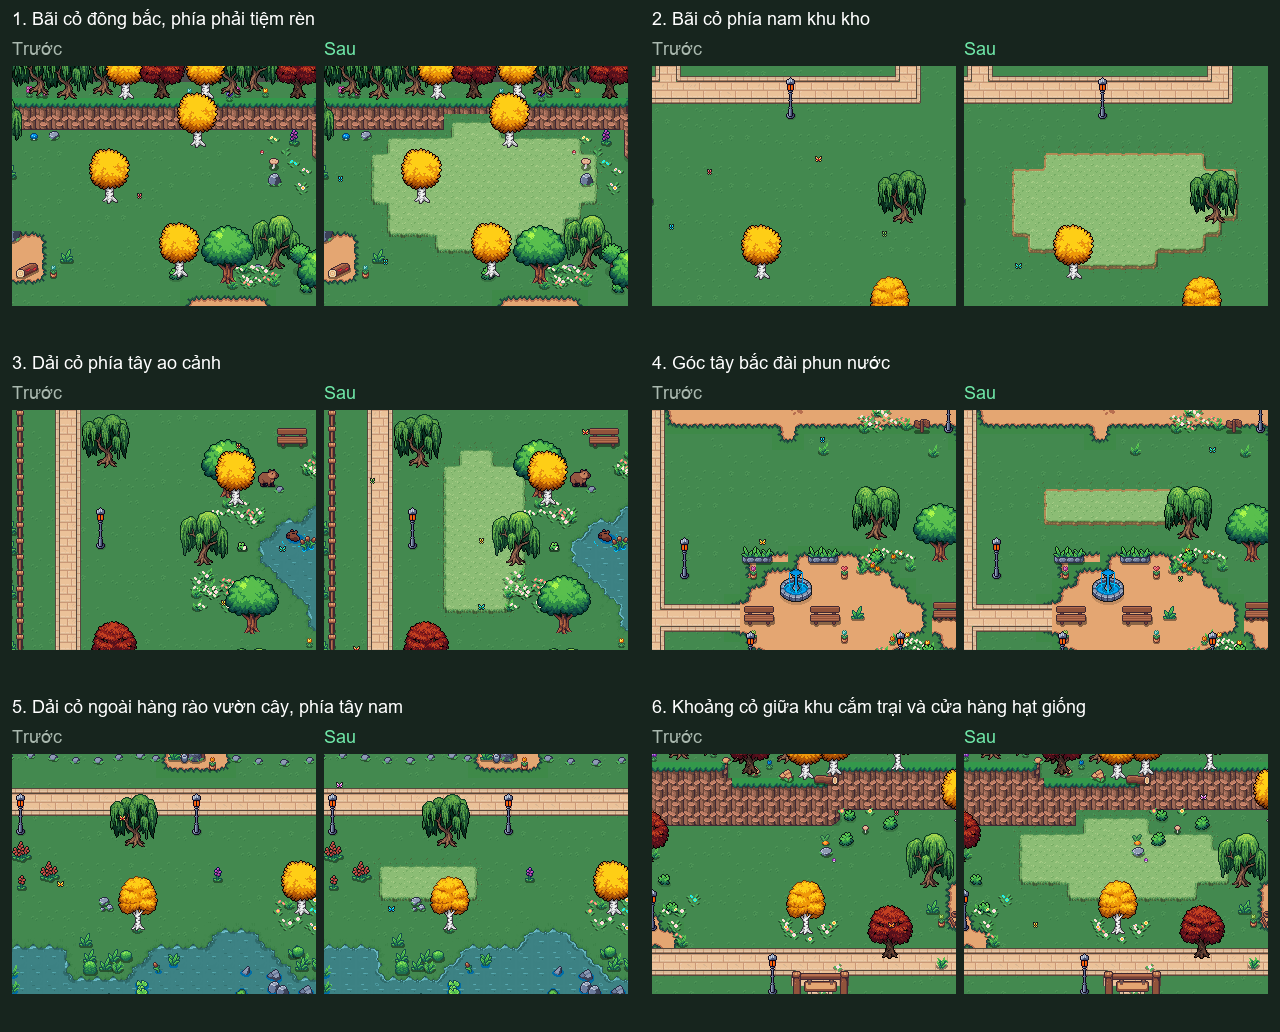 1. Bãi cỏ đông bắc, phía phải tiệm rèn
Trước
Sau
2. Bãi cỏ phía nam khu kho
Trước
Sau
3. Dải cỏ phía tây ao cảnh
Trước
Sau
4. Góc tây bắc đài phun nước
Trước
Sau
5. Dải cỏ ngoài hàng rào vườn cây, phía tây nam
Trước
Sau
6. Khoảng cỏ giữa khu cắm trại và cửa hàng hạt giống
Trước
Sau